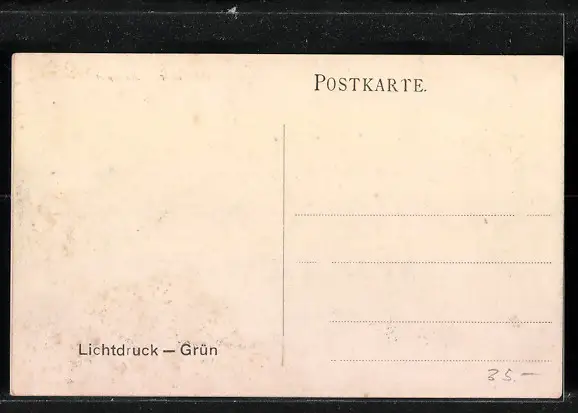 POSTKARTE.
Lichtdruck — Grün
35.—